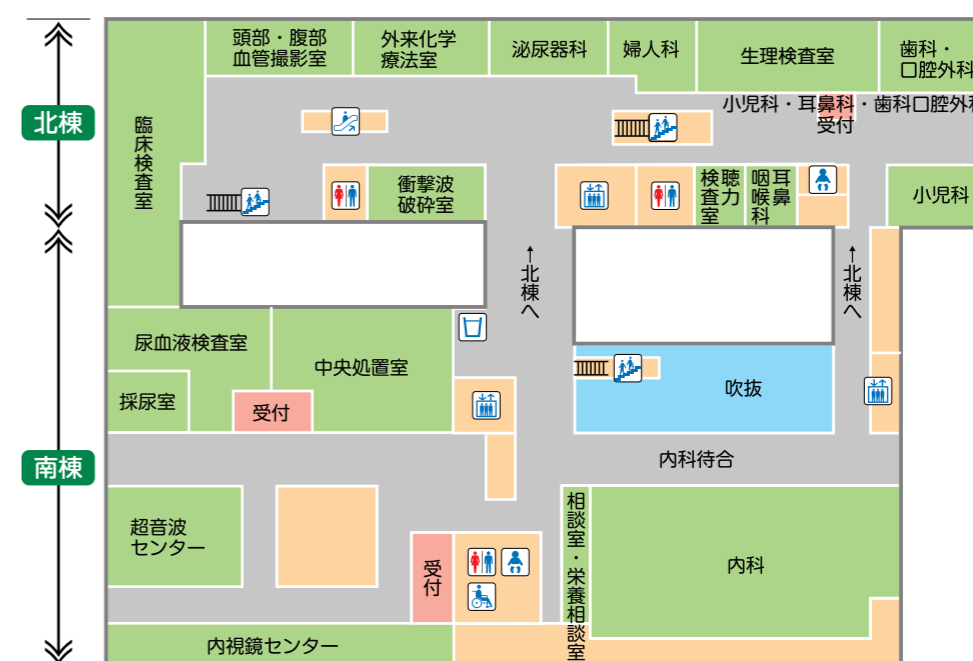 頭部・腹部
血管撮影室
外来化学
療法室
泌尿器科
婦人科
生理検査室
歯科・
口腔外科
北棟
臨床検査室
小児科・耳鼻科・歯科口腔外科
受付
衝撃波
破砕室
聴力
検査室
耳鼻
咽喉科
小児科
←北棟へ
←北棟へ
尿血液検査室
中央処置室
採尿室
受付
吹抜
南棟
内科待合
超音波
センター
受付
相談室・栄養相談室
内科
内視鏡センター